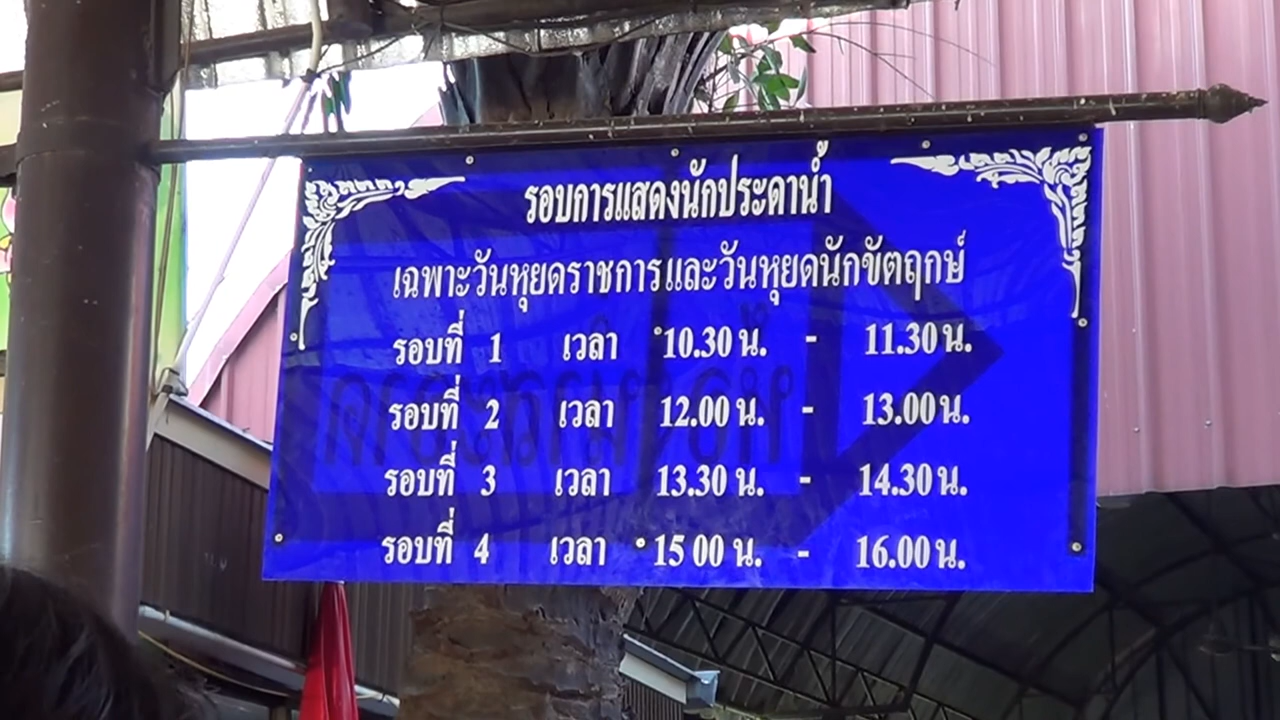 รอบการแสดงนักประดาน้ำ
เฉพาะวันหุยดราชการและวันหุยดนักขัตฤกษ์
รอบที่ 1 เวลา 10.30 น. - 11.30 น.
รอบที่ 2 เวลา 12.00 น. - 13.00 น.
รอบที่ 3 เวลา 13.30 น. - 14.30 น.
รอบที่ 4 เวลา 15 00 น. - 16.00 น.